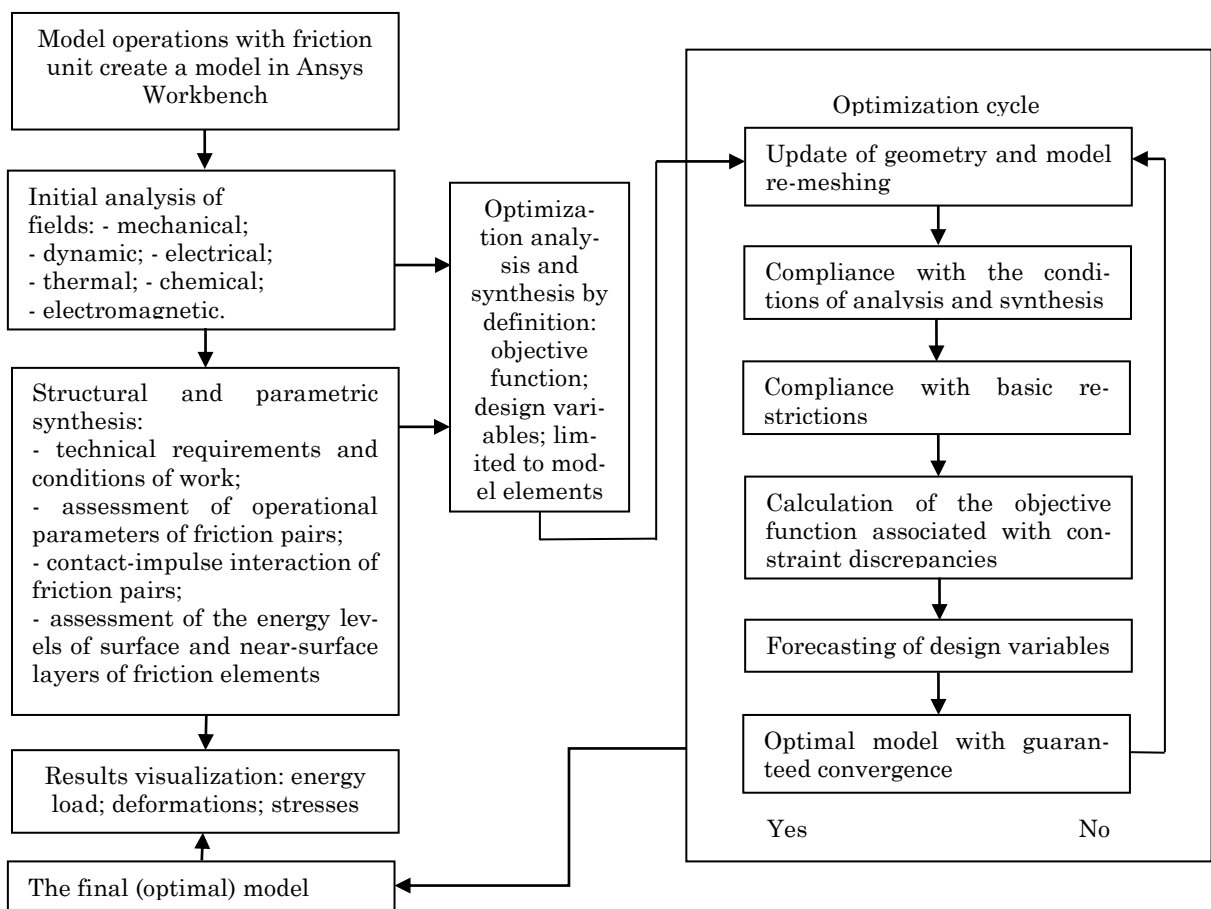 Model operations with friction
unit create a model in Ansys
Workbench
Initial analysis of
fields: - mechanical;
- dynamic; - electrical;
- thermal; - chemical;
- electromagnetic.
Structural and parametric
synthesis:
- technical requirements and
conditions of work;
- assessment of operational
parameters of friction pairs;
- contact-impulse interaction of
friction pairs;
- assessment of the energy lev-
els of surface and near-surface
layers of friction elements
Results visualization: energy
load; deformations; stresses
The final (optimal) model
Optimiza-
tion analy-
sis and
synthesis by
definition:
objective
function;
design vari-
ables; lim-
ited to mod-
el elements
Optimization cycle
Update of geometry and model
re-meshing
Compliance with the condi-
tions of analysis and synthesis
Compliance with basic re-
strictions
Calculation of the objective
function associated with con-
straint discrepancies
Forecasting of design variables
Optimal model with guaran-
teed convergence
Yes No